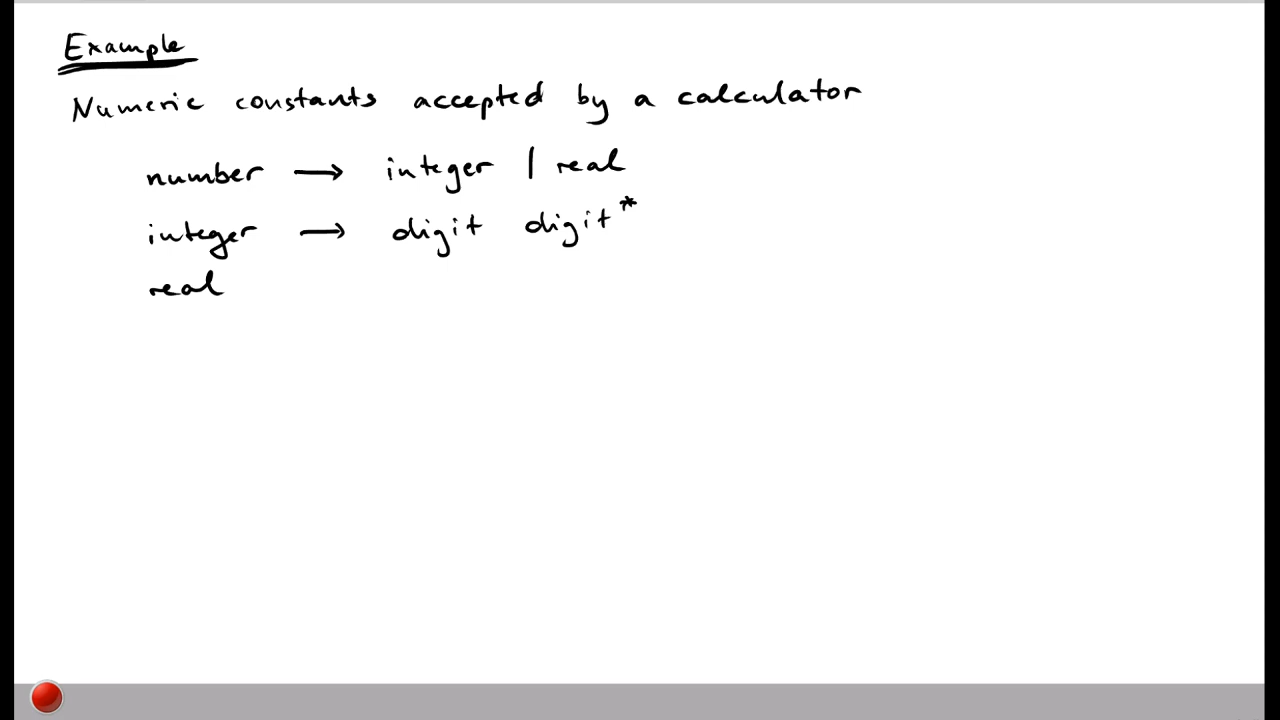 Example
Numeric constants accepted by a calculator
number → integer | real
integer → digit digit*
real